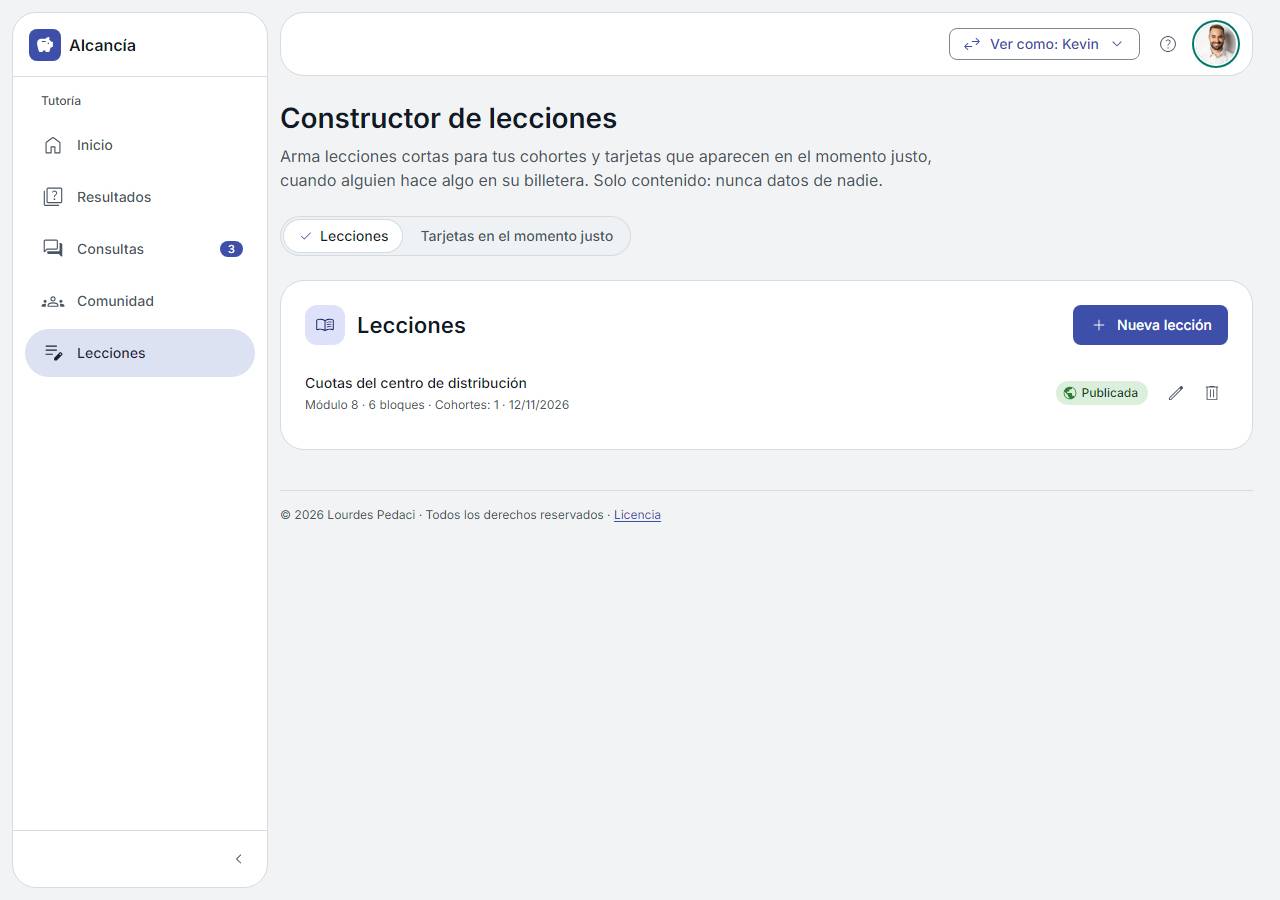 Alcancía
Ver como: Kevin
Tutoría
Inicio
Resultados
Consultas 3
Comunidad
Lecciones
Constructor de lecciones
Arma lecciones cortas para tus cohortes y tarjetas que aparecen en el momento justo,
cuando alguien hace algo en su billetera. Solo contenido: nunca datos de nadie.
Lecciones
Tarjetas en el momento justo
Lecciones
Nueva lección
Cuotas del centro de distribución
Módulo 8 · 6 bloques · Cohortes: 1 · 12/11/2026
Publicada
© 2026 Lourdes Pedaci · Todos los derechos reservados · Licencia